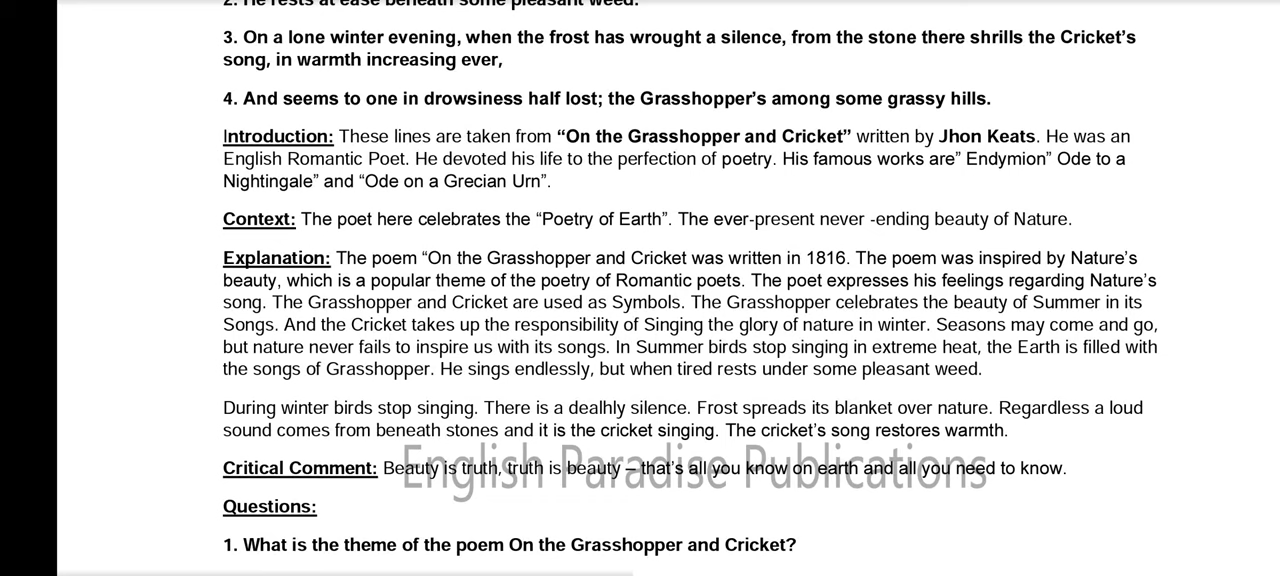 2. He rests at ease beneath some pleasant weed.
3. On a lone winter evening, when the frost has wrought a silence, from the stone there shrills the Cricket's
song, in warmth increasing ever,
4. And seems to one in drowsiness half lost; the Grasshopper's among some grassy hills.
Introduction: These lines are taken from “On the Grasshopper and Cricket” written by Jhon Keats. He was an
English Romantic Poet. He devoted his life to the perfection of poetry. His famous works are” Endymion” Ode to a
Nightingale” and “Ode on a Grecian Urn”.
Context: The poet here celebrates the “Poetry of Earth”. The ever-present never -ending beauty of Nature.
Explanation: The poem “On the Grasshopper and Cricket was written in 1816. The poem was inspired by Nature's
beauty, which is a popular theme of the poetry of Romantic poets. The poet expresses his feelings regarding Nature's
song. The Grasshopper and Cricket are used as Symbols. The Grasshopper celebrates the beauty of Summer in its
Songs. And the Cricket takes up the responsibility of Singing the glory of nature in winter. Seasons may come and go,
but nature never fails to inspire us with its songs. In Summer birds stop singing in extreme heat, the Earth is filled with
the songs of Grasshopper. He sings endlessly, but when tired rests under some pleasant weed.
During winter birds stop singing. There is a dealhly silence. Frost spreads its blanket over nature. Regardless a loud
sound comes from beneath stones and it is the cricket singing. The cricket's song restores warmth.
Critical Comment: Beauty is truth, truth is beauty – that's all you know on earth and all you need to know.
English Paradise Publications
Questions:
1. What is the theme of the poem On the Grasshopper and Cricket?